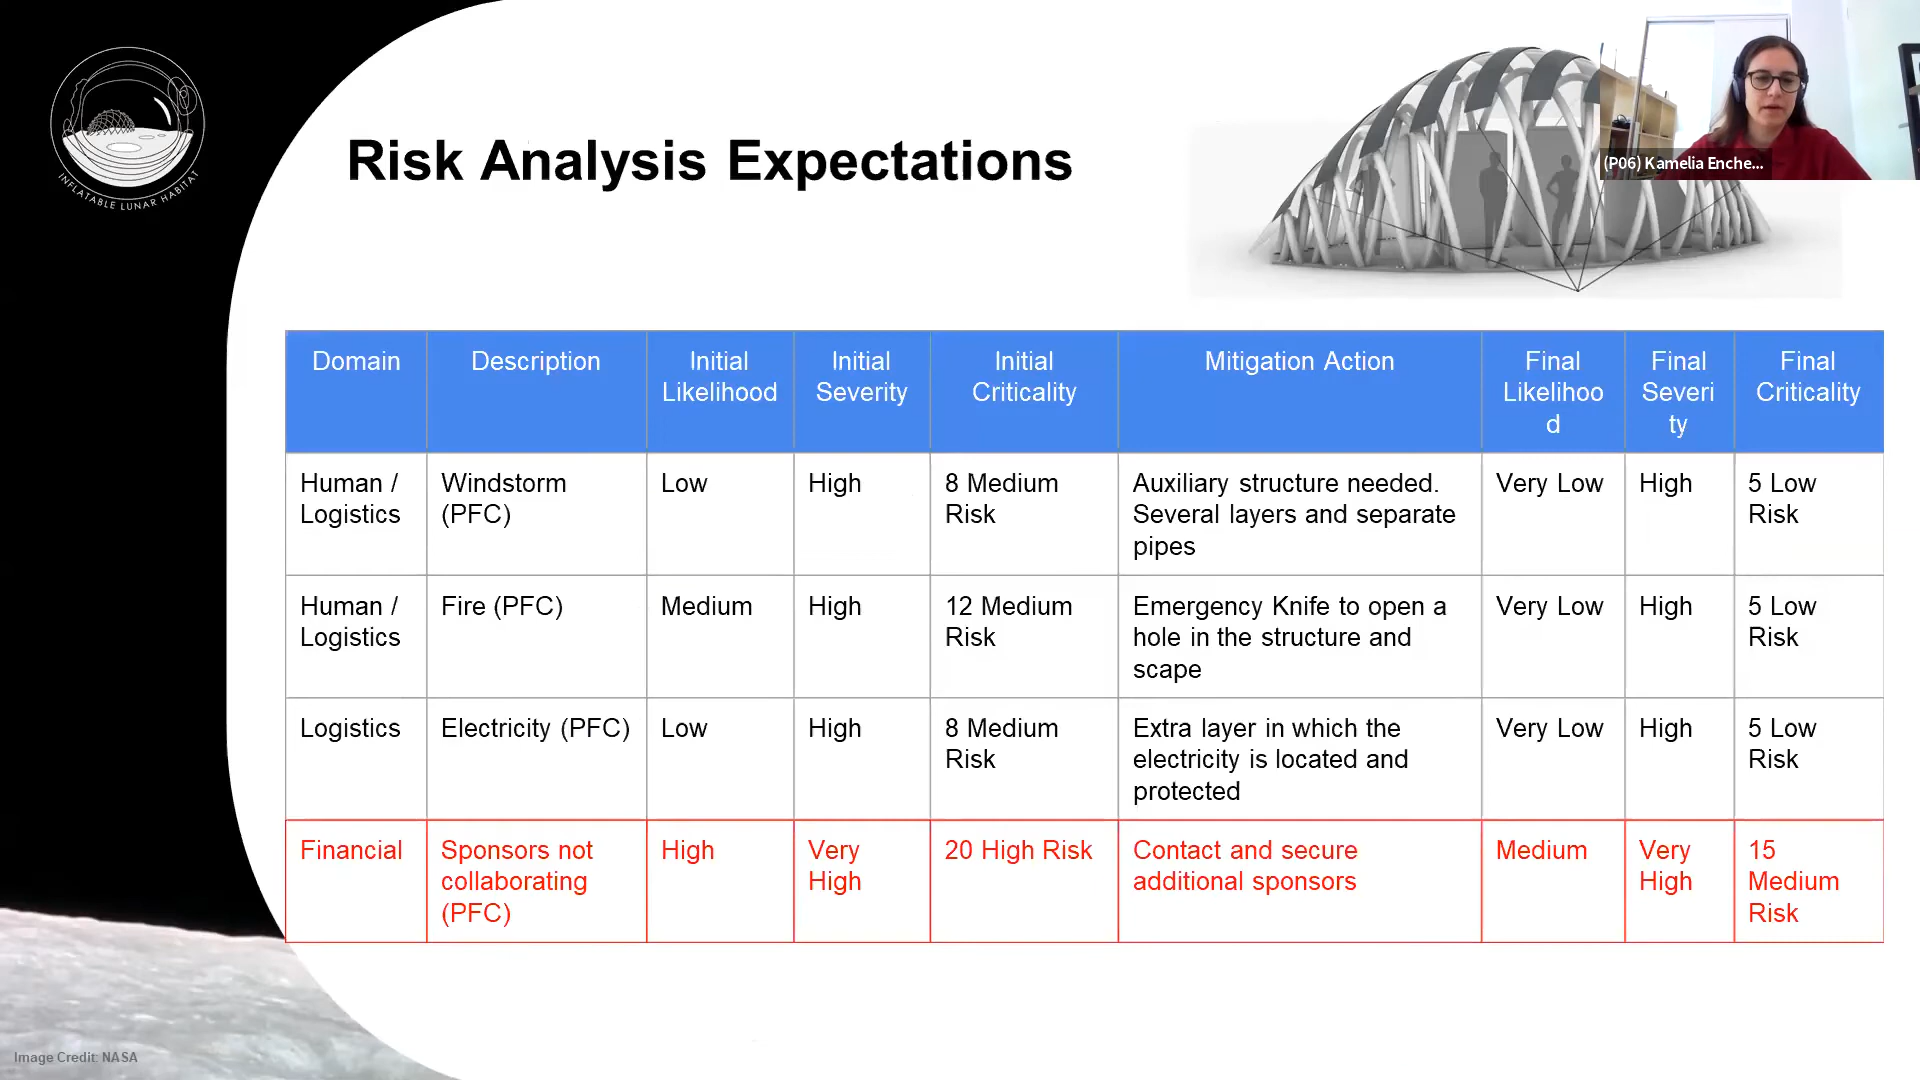 INFLATABLE LUNAR HABITAT
Risk Analysis Expectations
(P06) Kamelia Enche...
Domain
Description
Initial
Likelihood
Initial
Severity
Initial
Criticality
Mitigation Action
Final
Likelihoo
d
Final
Severi
ty
Final
Criticality
Human /
Logistics
Windstorm
(PFC)
Low
High
8 Medium
Risk
Auxiliary structure needed.
Several layers and separate
pipes
Very Low
High
5 Low
Risk
Human /
Logistics
Fire (PFC)
Medium
High
12 Medium
Risk
Emergency Knife to open a
hole in the structure and
scape
Very Low
High
5 Low
Risk
Logistics
Electricity (PFC)
Low
High
8 Medium
Risk
Extra layer in which the
electricity is located and
protected
Very Low
High
5 Low
Risk
Financial
Sponsors not
collaborating
(PFC)
High
Very
High
20 High Risk
Contact and secure
additional sponsors
Medium
Very
High
15
Medium
Risk
Image Credit: NASA